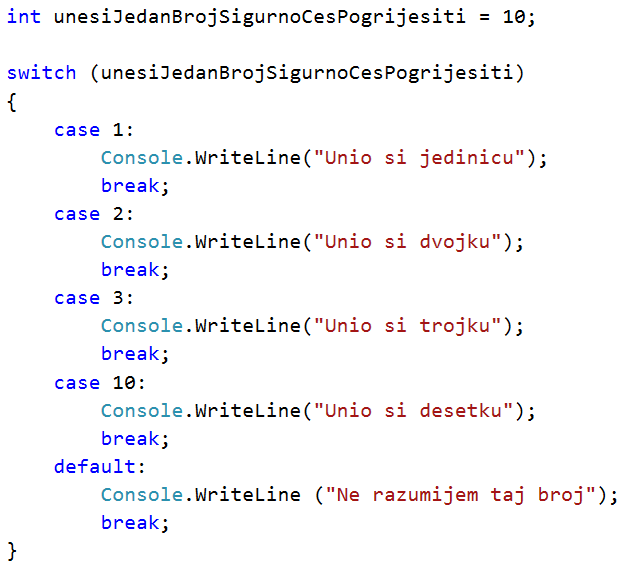 int unesiJedanBrojSigurnoCesPogrijesiti = 10;

switch (unesiJedanBrojSigurnoCesPogrijesiti)
{
    case 1:
        Console.WriteLine("Unio si jedinicu");
        break;
    case 2:
        Console.WriteLine("Unio si dvojku");
        break;
    case 3:
        Console.WriteLine("Unio si trojku");
        break;
    case 10:
        Console.WriteLine("Unio si desetku");
        break;
    default:
        Console.WriteLine ("Ne razumijem taj broj");
        break;
}